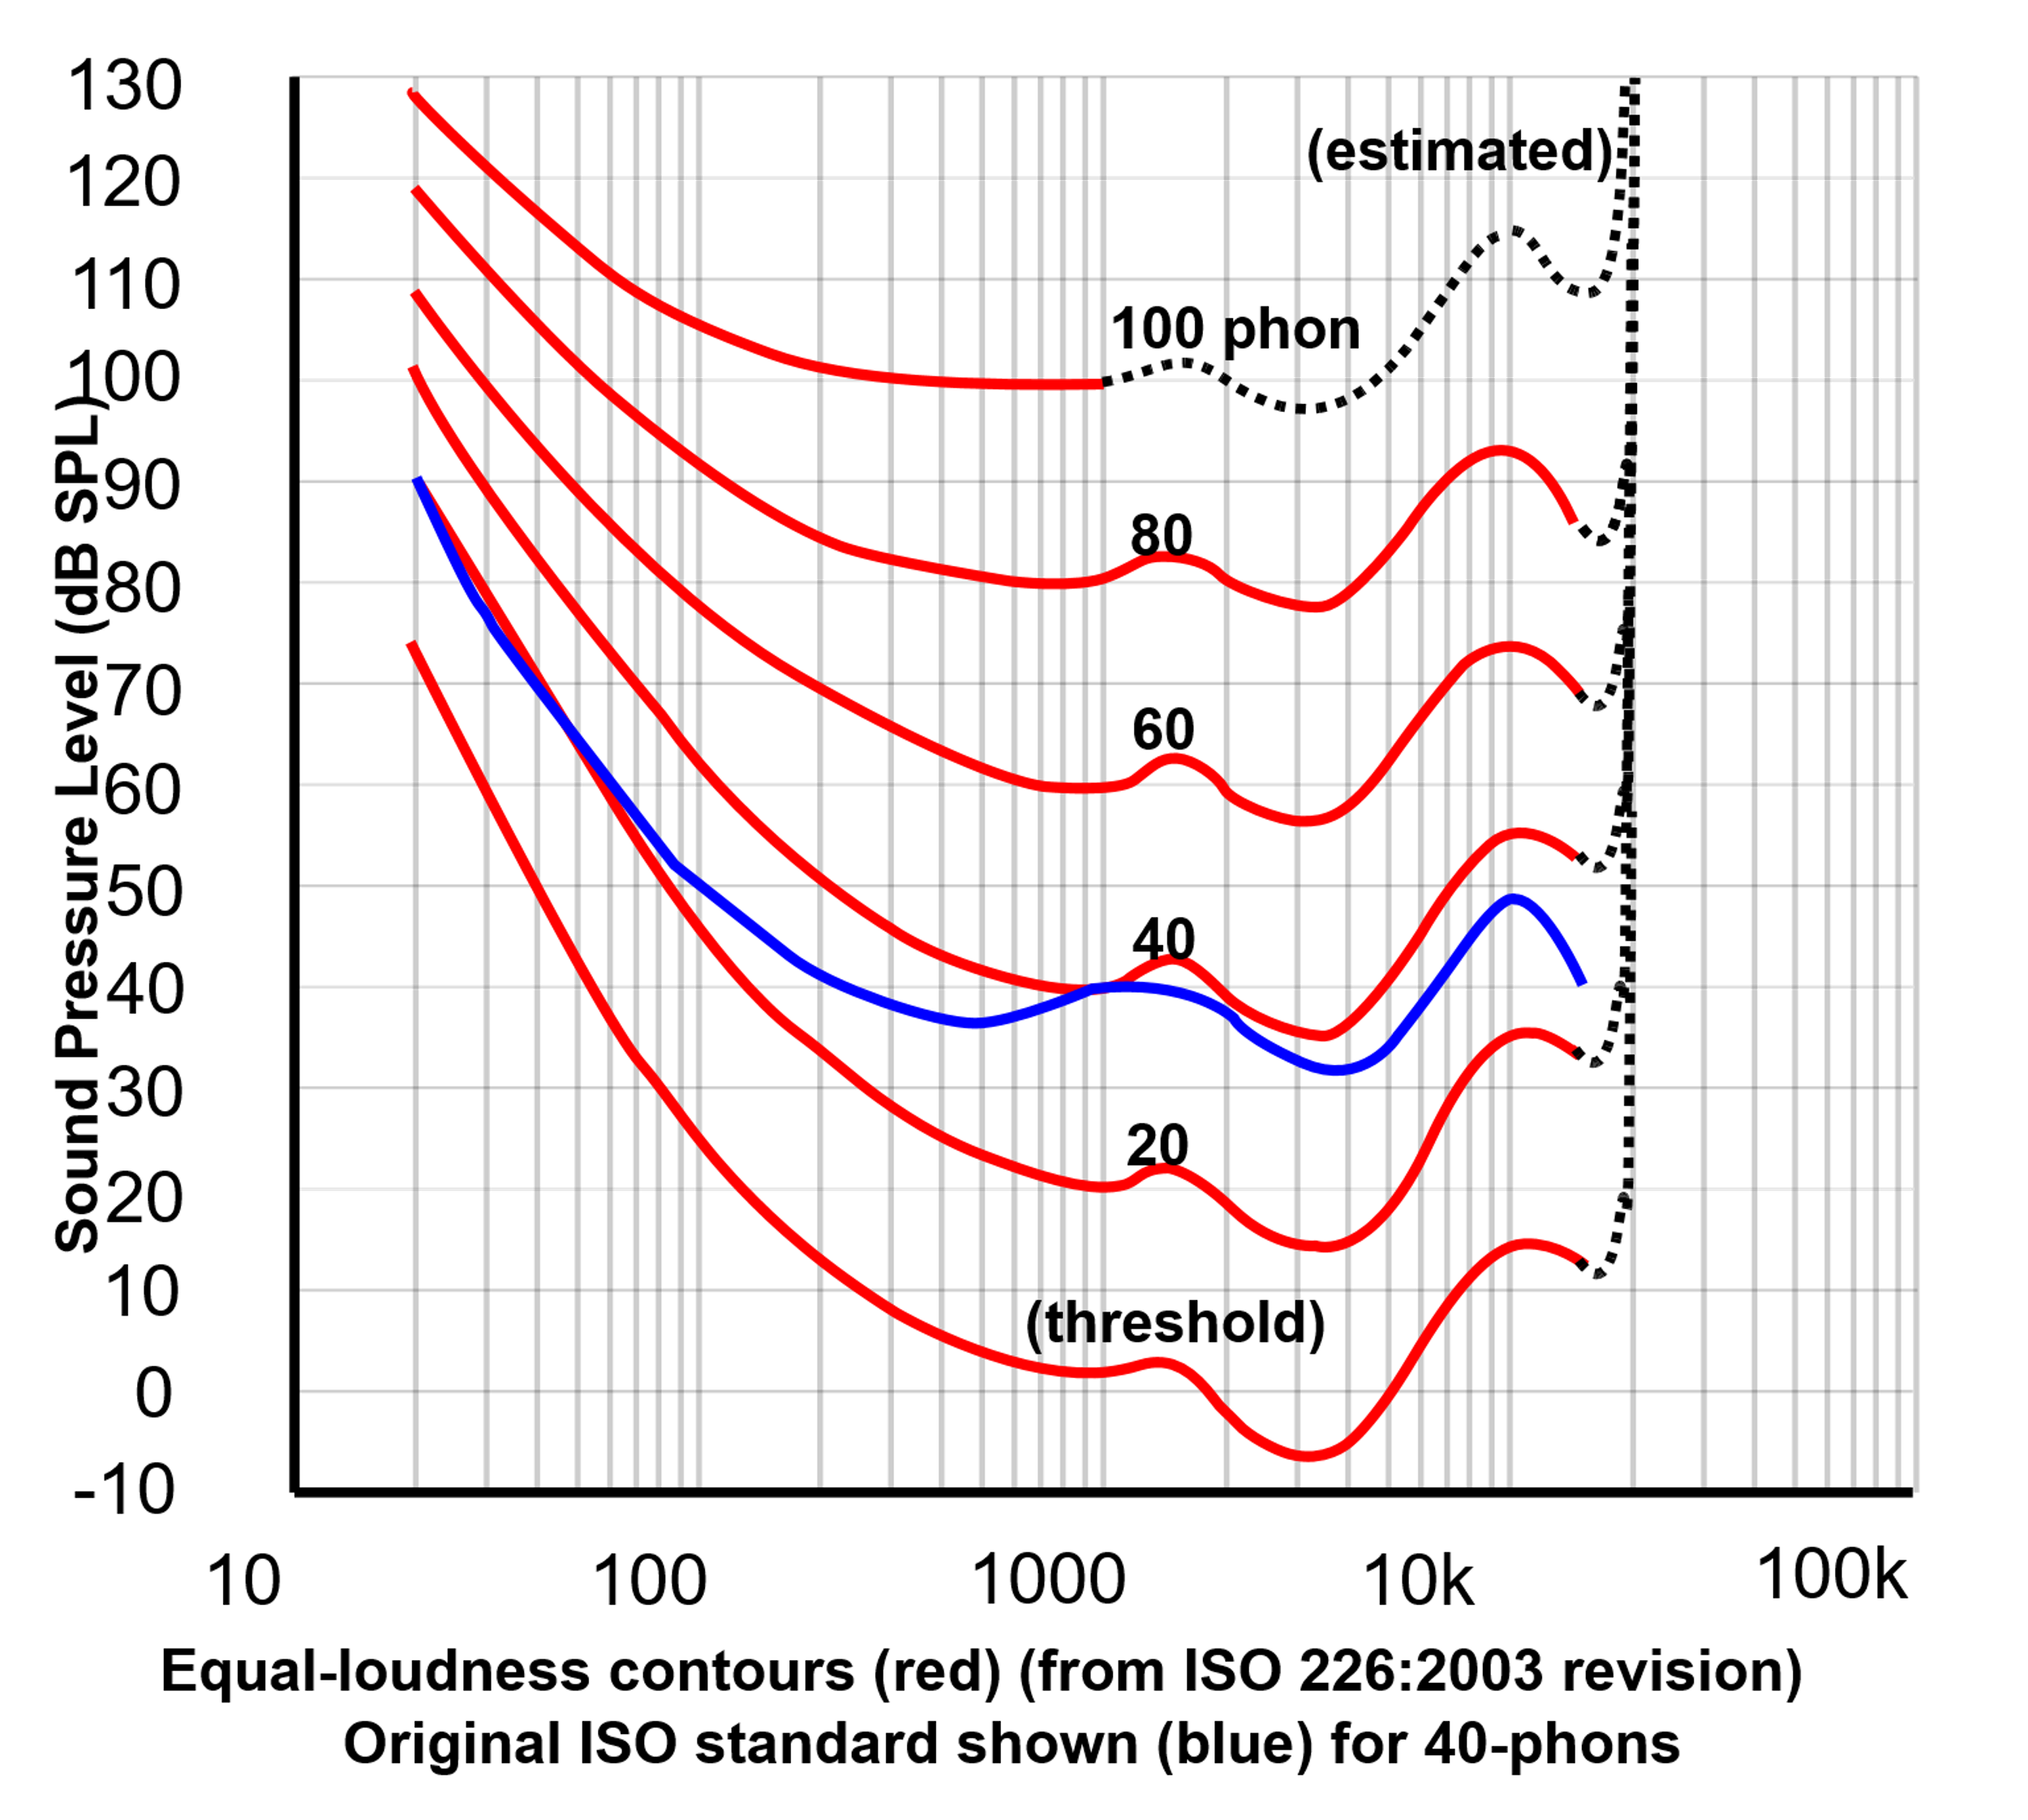 130
120
110
100
90
80
70
60
50
40
30
20
10
0
-10
Sound Pressure Level (dB SPL)
(estimated)
100 phon
80
60
40
20
(threshold)
10 100 1000 10k 100k
Equal-loudness contours (red) (from ISO 226:2003 revision)
Original ISO standard shown (blue) for 40-phons